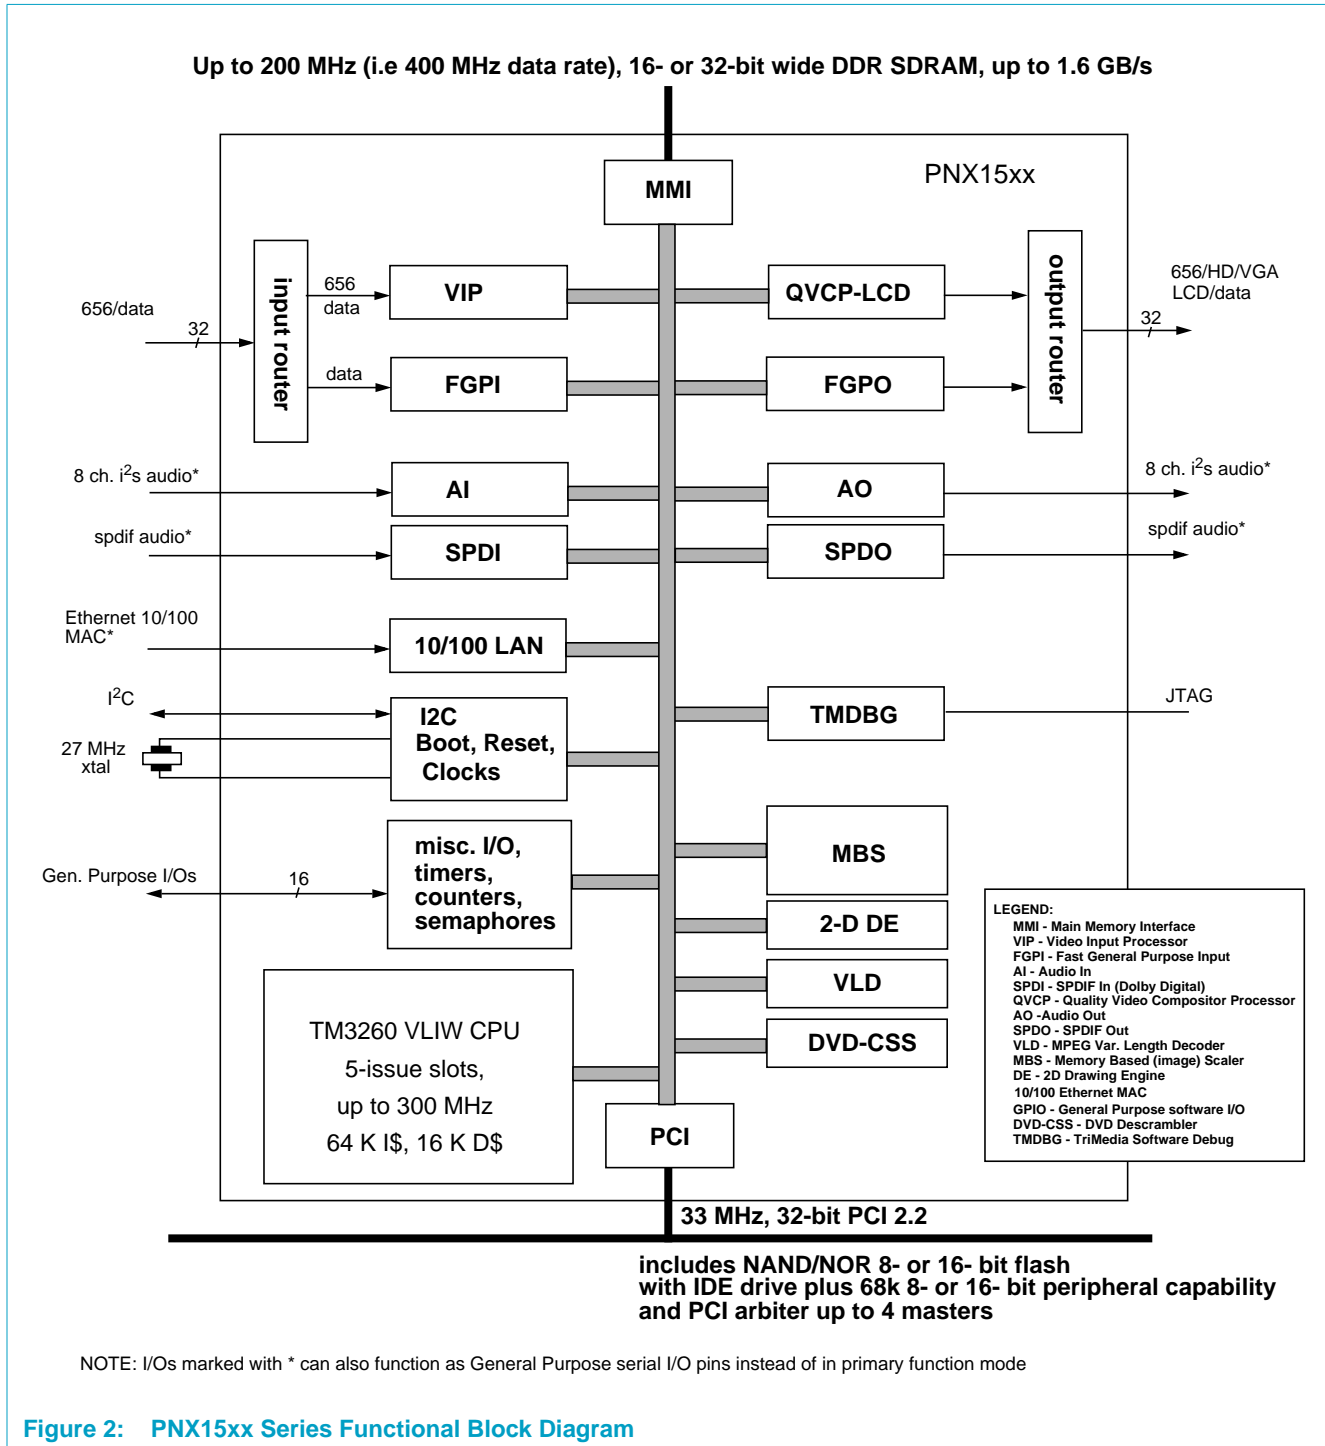 Up to 200 MHz (i.e 400 MHz data rate), 16- or 32-bit wide DDR SDRAM, up to 1.6 GB/s
PNX15xx
MMI
656/data
32
input router
656
data
data
VIP
FGPI
QVCP-LCD
FGPO
output router
656/HD/VGA
LCD/data
32
8 ch. i2s audio*
AI
AO
8 ch. i2s audio*
spdif audio*
SPDI
SPDO
spdif audio*
Ethernet 10/100
MAC*
10/100 LAN
I2C
27 MHz
xtal
I2C
Boot, Reset,
Clocks
TMDBG
JTAG
Gen. Purpose I/Os
16
misc. I/O,
timers,
counters,
semaphores
MBS
2-D DE
VLD
DVD-CSS
TM3260 VLIW CPU
5-issue slots,
up to 300 MHz
64 K I$, 16 K D$
PCI
LEGEND:
MMI - Main Memory Interface
VIP - Video Input Processor
FGPI - Fast General Purpose Input
AI - Audio In
SPDI - SPDIF In (Dolby Digital)
QVCP - Quality Video Compositor Processor
AO -Audio Out
SPDO - SPDIF Out
VLD - MPEG Var. Length Decoder
MBS - Memory Based (image) Scaler
DE - 2D Drawing Engine
10/100 Ethernet MAC
GPIO - General Purpose software I/O
DVD-CSS - DVD Descrambler
TMDBG - TriMedia Software Debug
33 MHz, 32-bit PCI 2.2
includes NAND/NOR 8- or 16- bit flash
with IDE drive plus 68k 8- or 16- bit peripheral capability
and PCI arbiter up to 4 masters
NOTE: I/Os marked with * can also function as General Purpose serial I/O pins instead of in primary function mode
Figure 2: PNX15xx Series Functional Block Diagram